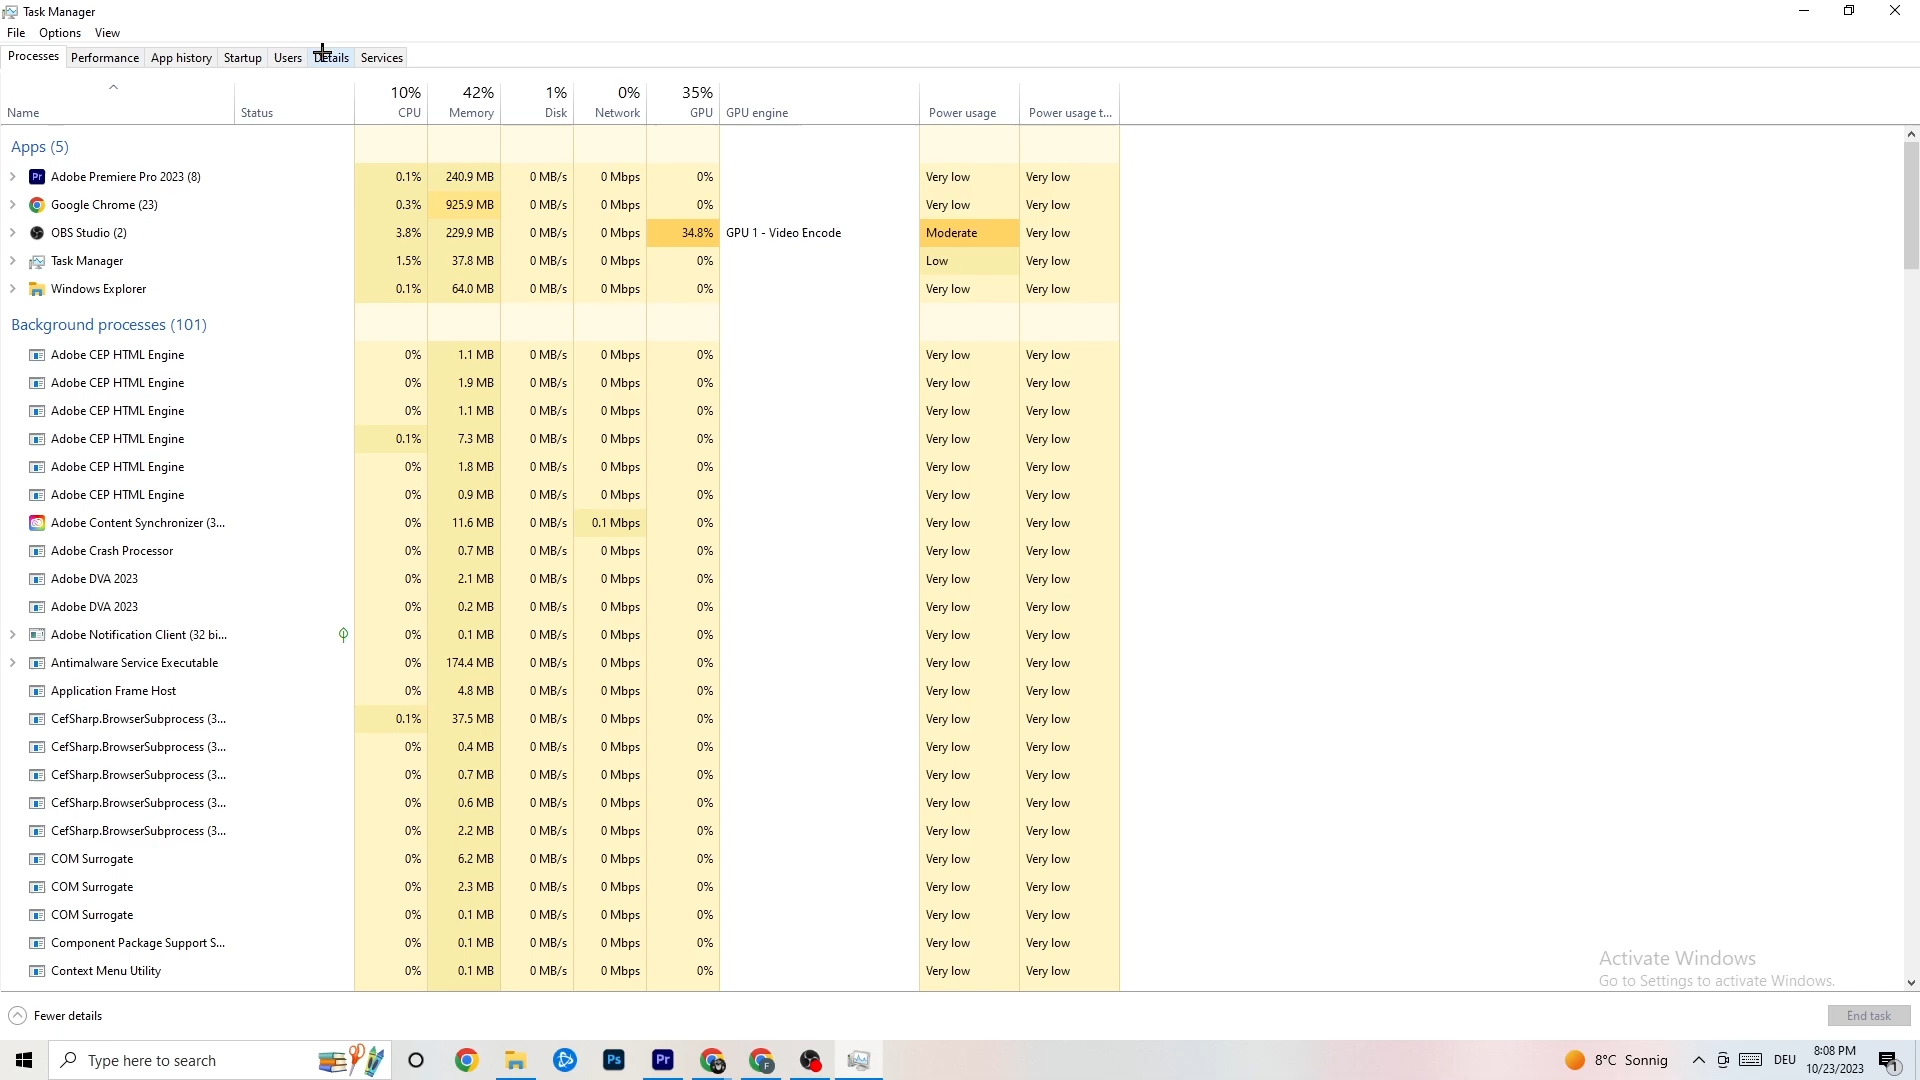 Task Manager
File Options View
Processes Performance App history Startup Users Details Services
10% 42% 1% 0% 35%
Name Status CPU Memory Disk Network GPU GPU engine Power usage Power usage t...
Apps (5)
Adobe Premiere Pro 2023 (8) 0.1% 240.9 MB 0 MB/s 0 Mbps 0% Very low Very low
Google Chrome (23) 0.3% 925.9 MB 0 MB/s 0 Mbps 0% Very low Very low
OBS Studio (2) 3.8% 229.9 MB 0 MB/s 0 Mbps 34.8% GPU 1 - Video Encode Moderate Very low
Task Manager 1.5% 37.8 MB 0 MB/s 0 Mbps 0% Low Very low
Windows Explorer 0.1% 64.0 MB 0 MB/s 0 Mbps 0% Very low Very low
Background processes (101)
Adobe CEP HTML Engine 0% 1.1 MB 0 MB/s 0 Mbps 0% Very low Very low
Adobe CEP HTML Engine 0% 1.9 MB 0 MB/s 0 Mbps 0% Very low Very low
Adobe CEP HTML Engine 0% 1.1 MB 0 MB/s 0 Mbps 0% Very low Very low
Adobe CEP HTML Engine 0.1% 7.3 MB 0 MB/s 0 Mbps 0% Very low Very low
Adobe CEP HTML Engine 0% 1.8 MB 0 MB/s 0 Mbps 0% Very low Very low
Adobe CEP HTML Engine 0% 0.9 MB 0 MB/s 0 Mbps 0% Very low Very low
Adobe Content Synchronizer (3... 0% 11.6 MB 0 MB/s 0.1 Mbps 0% Very low Very low
Adobe Crash Processor 0% 0.7 MB 0 MB/s 0 Mbps 0% Very low Very low
Adobe DVA 2023 0% 2.1 MB 0 MB/s 0 Mbps 0% Very low Very low
Adobe DVA 2023 0% 0.2 MB 0 MB/s 0 Mbps 0% Very low Very low
Adobe Notification Client (32 bi... 0% 0.1 MB 0 MB/s 0 Mbps 0% Very low Very low
Antimalware Service Executable 0% 174.4 MB 0 MB/s 0 Mbps 0% Very low Very low
Application Frame Host 0% 4.8 MB 0 MB/s 0 Mbps 0% Very low Very low
CefSharp.BrowserSubprocess (3... 0.1% 37.5 MB 0 MB/s 0 Mbps 0% Very low Very low
CefSharp.BrowserSubprocess (3... 0% 0.4 MB 0 MB/s 0 Mbps 0% Very low Very low
CefSharp.BrowserSubprocess (3... 0% 0.7 MB 0 MB/s 0 Mbps 0% Very low Very low
CefSharp.BrowserSubprocess (3... 0% 0.6 MB 0 MB/s 0 Mbps 0% Very low Very low
CefSharp.BrowserSubprocess (3... 0% 2.2 MB 0 MB/s 0 Mbps 0% Very low Very low
COM Surrogate 0% 6.2 MB 0 MB/s 0 Mbps 0% Very low Very low
COM Surrogate 0% 2.3 MB 0 MB/s 0 Mbps 0% Very low Very low
COM Surrogate 0% 0.1 MB 0 MB/s 0 Mbps 0% Very low Very low
Component Package Support S... 0% 0.1 MB 0 MB/s 0 Mbps 0% Very low Very low
Context Menu Utility 0% 0.1 MB 0 MB/s 0 Mbps 0% Very low Very low
Activate Windows
Go to Settings to activate Windows.
Fewer details End task
Type here to search Ps Pr F 8°C Sonnig DEU 8:08 PM
10/23/2023 1